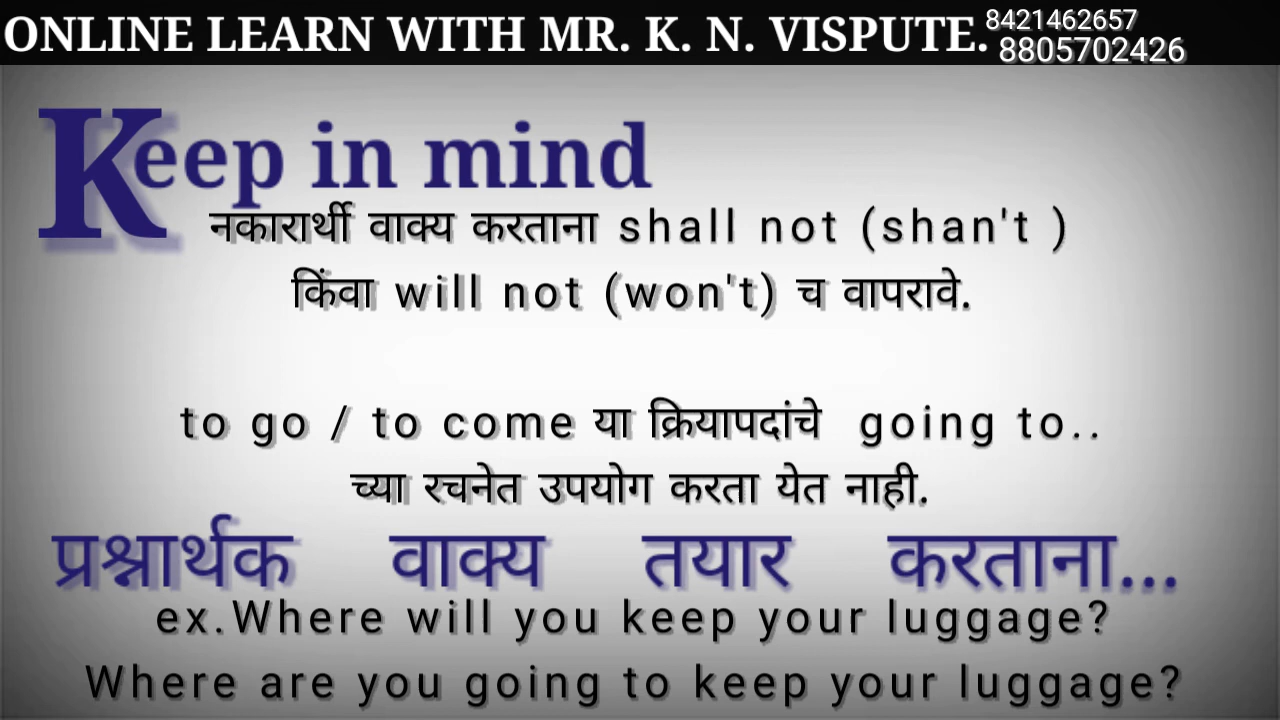 ONLINE LEARN WITH MR. K. N. VISPUTE. 8421462657
8805702426
Keep in mind
नकारार्थी वाक्य करताना shall not (shan't )
किंवा will not (won't) च वापरावे.
to go / to come या क्रियापदांचे going to..
च्या रचनेत उपयोग करता येत नाही.
प्रश्नार्थक वाक्य तयार करताना...
ex.Where will you keep your luggage?
Where are you going to keep your luggage?